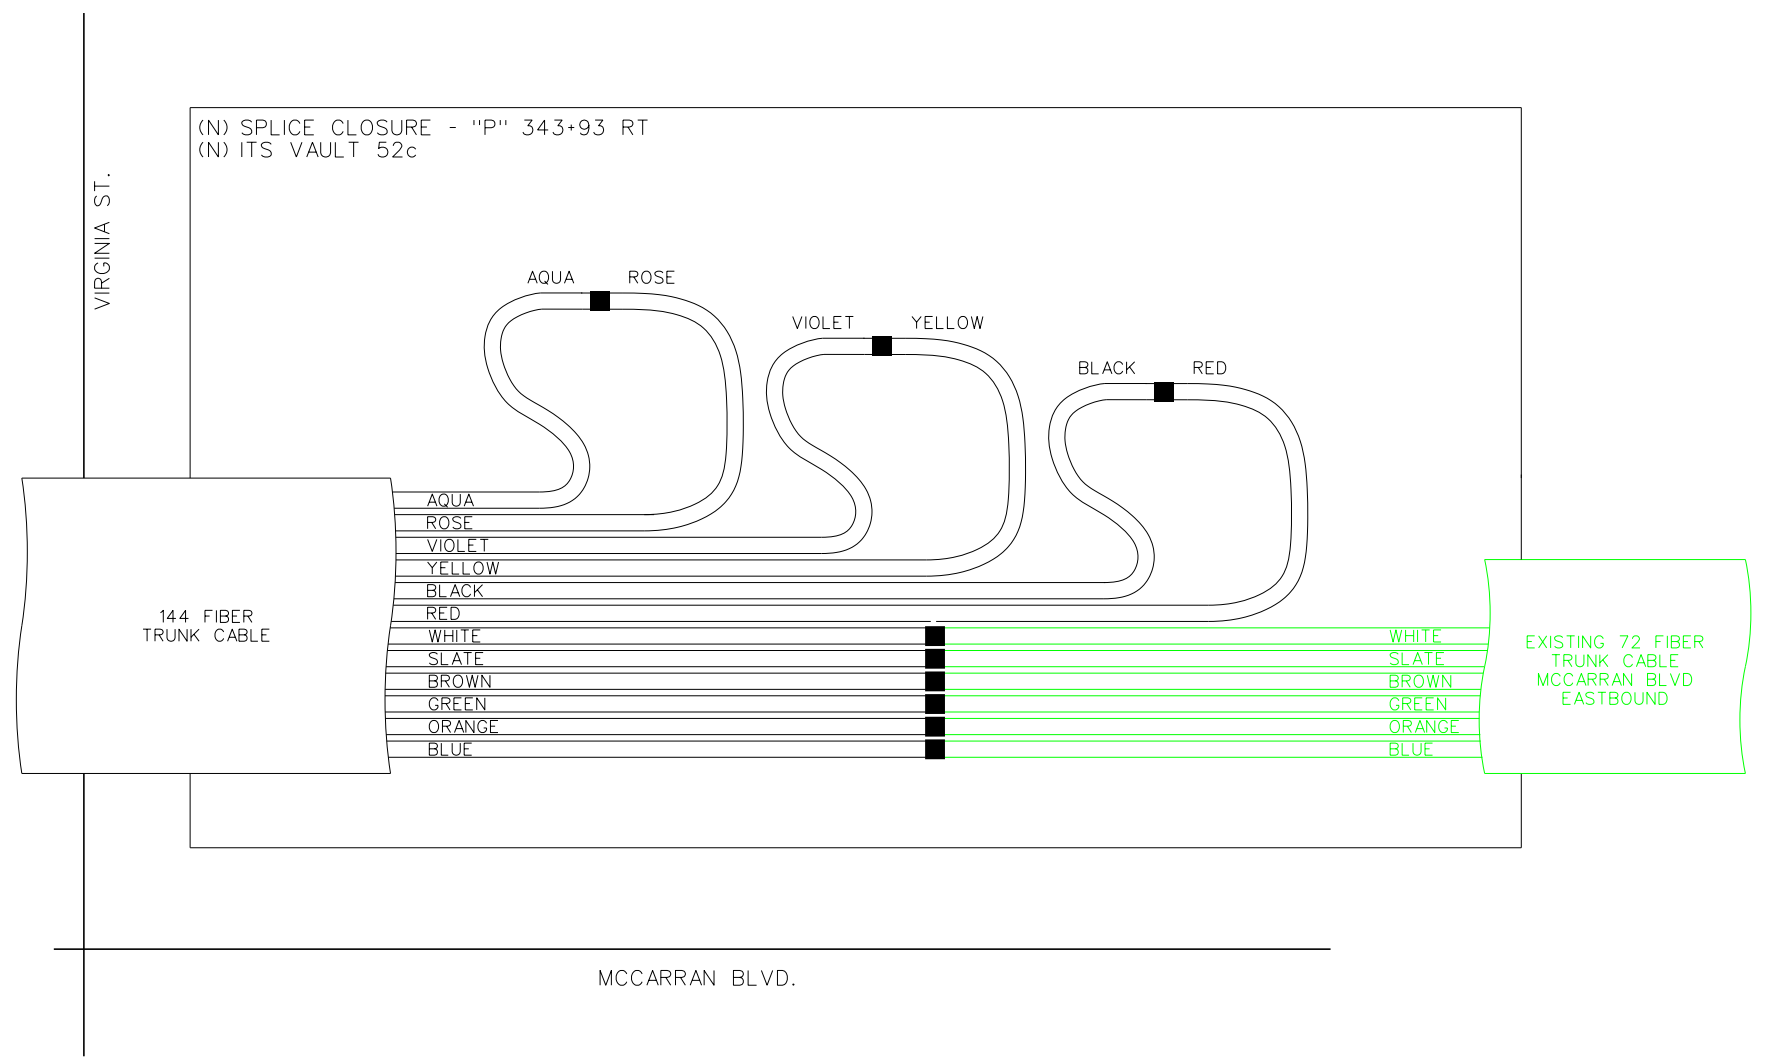 (N) SPLICE CLOSURE - "P" 343+93 RT
(N) ITS VAULT 52c
VIRGINIA ST.
AQUA
ROSE
VIOLET
YELLOW
BLACK
RED
AQUA
ROSE
VIOLET
YELLOW
BLACK
RED
WHITE
SLATE
BROWN
GREEN
ORANGE
BLUE
144 FIBER
TRUNK CABLE
WHITE
SLATE
BROWN
GREEN
ORANGE
BLUE
EXISTING 72 FIBER
TRUNK CABLE
MCCARRAN BLVD
EASTBOUND
MCCARRAN BLVD.